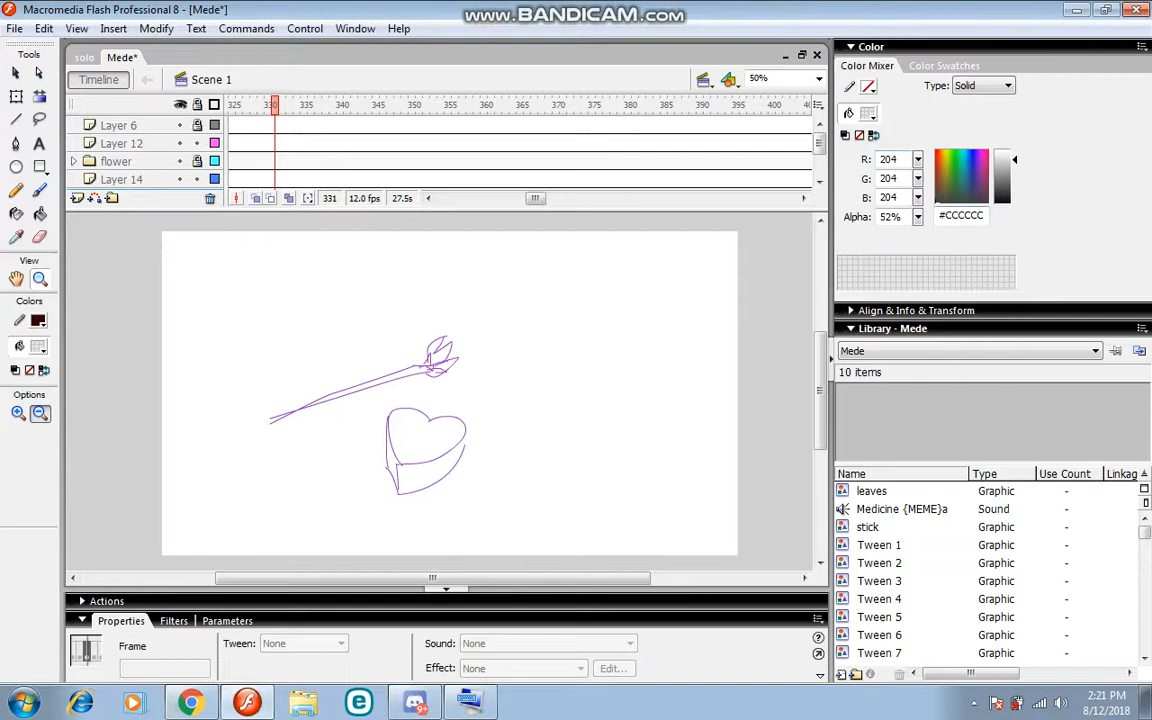 Macromedia Flash Professional 8 - [Mede*]
www.BANDICAM.com
File Edit View Insert Modify Text Commands Control Window Help
Tools
View
Colors
Options
solo Mede*
Timeline Scene 1 50%
325 330 335 340 345 350 355 360 365 370 375 380 385 390 395 400 40
Layer 6
Layer 12
flower
Layer 14
331 12.0 fps 27.5s
Actions
Properties Filters Parameters
Frame Tween: None Sound: None
Effect: None Edit...
Color
Color Mixer Color Swatches
Type: Solid
R: 204
G: 204
B: 204
Alpha: 52% #CCCCCC
Align & Info & Transform
Library - Mede
Mede
10 items
Name Type Use Count Linkag
leaves Graphic -
Medicine {MEME}a Sound -
stick Graphic -
Tween 1 Graphic -
Tween 2 Graphic -
Tween 3 Graphic -
Tween 4 Graphic -
Tween 5 Graphic -
Tween 6 Graphic -
Tween 7 Graphic -
9+
2:21 PM
8/12/2018